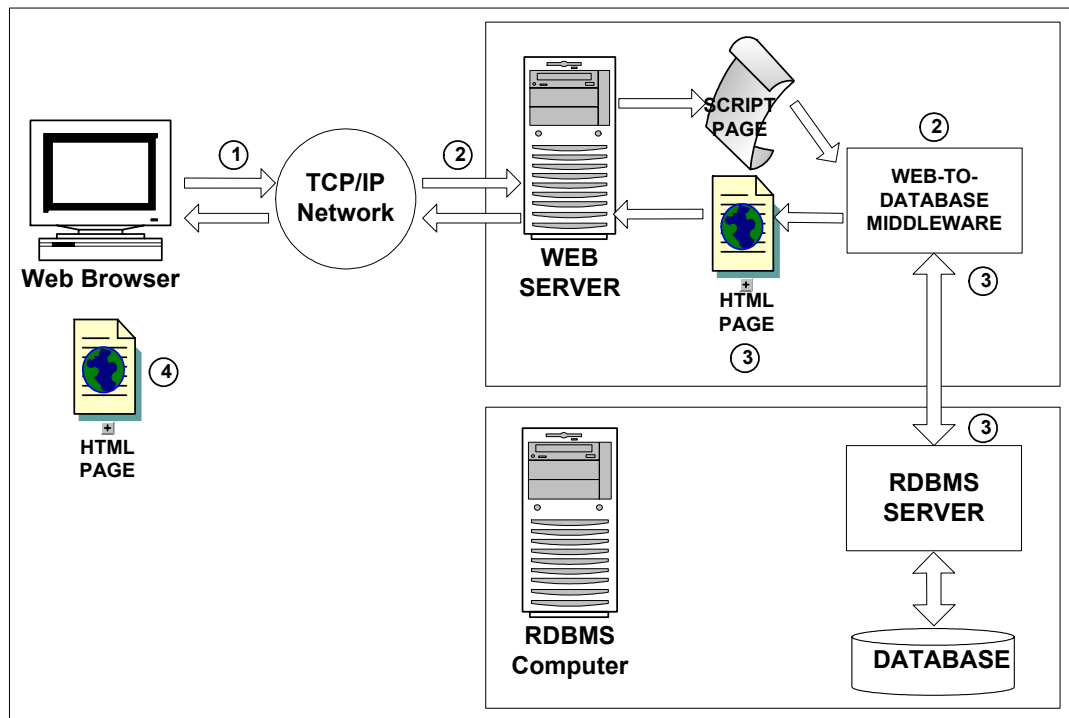 1
2
TCP/IP
Network
Web Browser
4
HTML
PAGE
WEB
SERVER
SCRIPT
PAGE
2
WEB-TO-
DATABASE
MIDDLEWARE
HTML
PAGE
3
3
3
RDBMS
SERVER
RDBMS
Computer
DATABASE